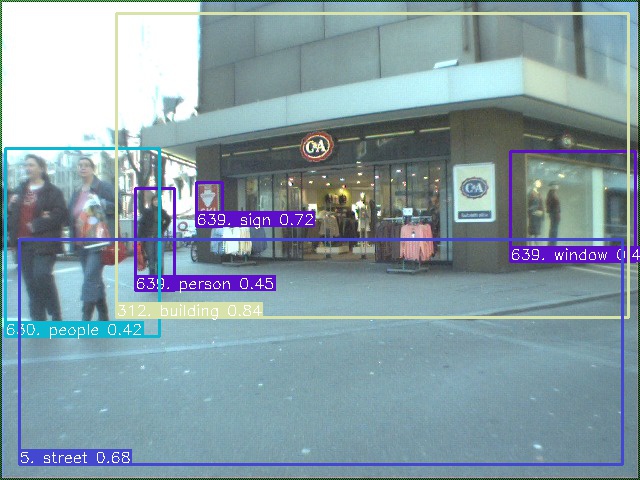 C&A
C&A
639. sign 0.72
639. window 0.4
639. person 0.45
312. building 0.84
630. people 0.42
5. street 0.68